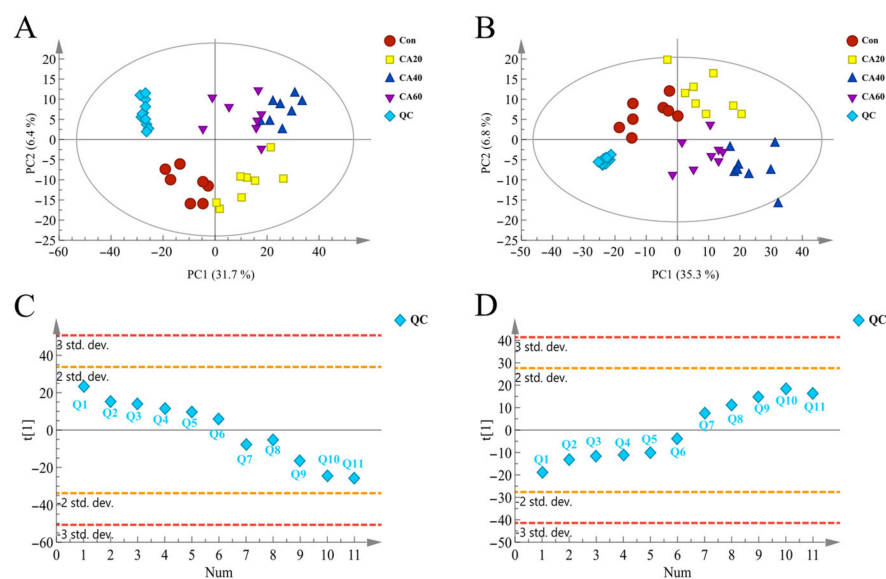 A
Con
CA20
CA40
CA60
QC
PC2 (6.4 %)
20
15
10
5
0
−5
−10
−15
−20
−25
−60
−40
−20
0
20
40
PC1 (31.7 %)
B
Con
CA20
CA40
CA60
QC
PC2 (6.8 %)
20
15
10
5
0
−5
−10
−15
−20
−25
−50
−40
−30
−20
−10
0
10
20
30
40
50
PC1 (35.3 %)
C
QC
t[1]
40
20
0
−20
−40
−60
3 std. dev.
2 std. dev.
-2 std. dev.
-3 std. dev.
Q1
Q2
Q3
Q4
Q5
Q6
Q7
Q8
Q9
Q10
Q11
0 1 2 3 4 5 6 7 8 9 10 11
Num
D
QC
t[1]
40
30
20
10
0
−10
−20
−30
−40
−50
3 std. dev.
2 std. dev.
-2 std. dev.
-3 std. dev.
Q1
Q2
Q3
Q4
Q5
Q6
Q7
Q8
Q9
Q10
Q11
0 1 2 3 4 5 6 7 8 9 10 11
Num